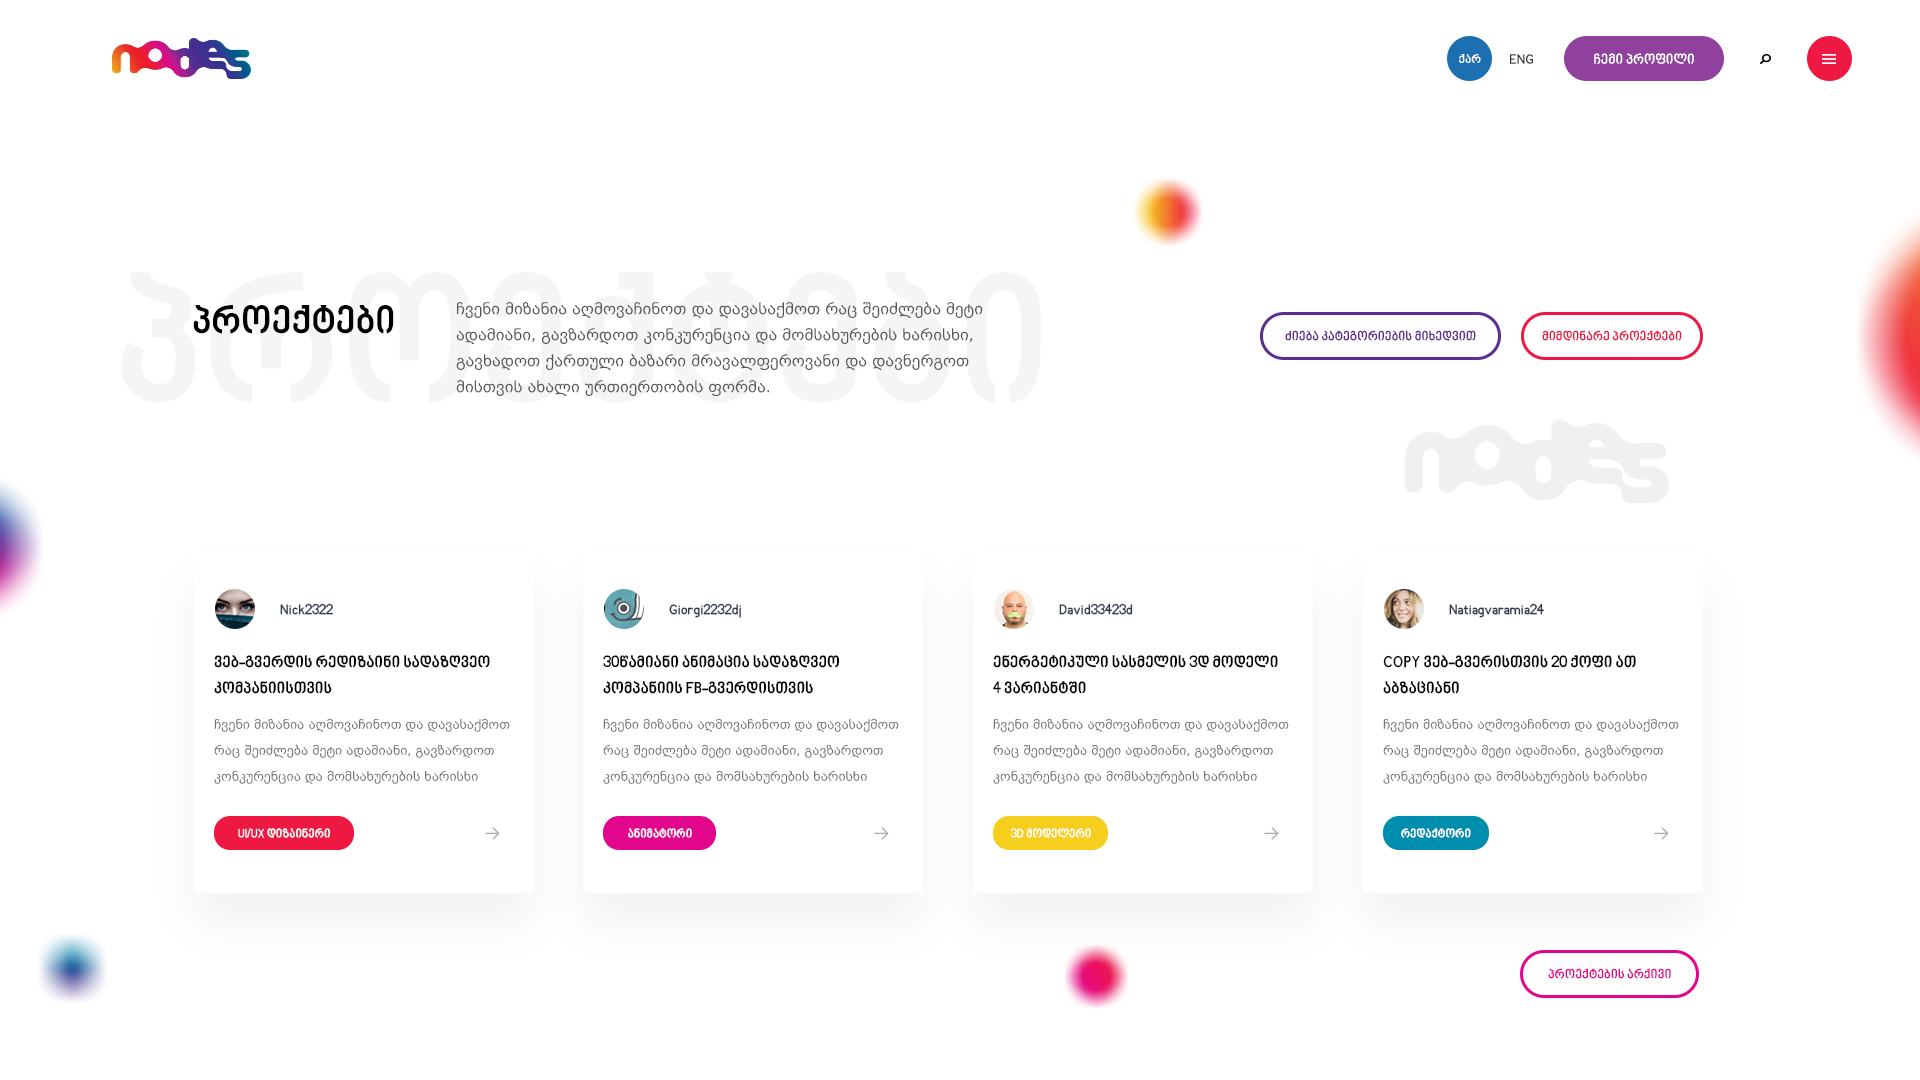 nodes
ქარ
ENG
ჩემი პროფილი
პროექტები
პროექტები
ჩვენი მიზანია აღმოვაჩინოთ და დავასაქმოთ რაც შეიძლება მეტი
ადამიანი, გავზარდოთ კონკურენცია და მომსახურების ხარისხი,
გავხადოთ ქართული ბაზარი მრავალფეროვანი და დავნერგოთ
მისთვის ახალი ურთიერთობის ფორმა.
ძიება კატეგორიების მიხედვით
მიმდინარე პროექტები
nodes
Nick2322
ვებ-გვერდის რედიზაინი სადაზღვეო
კომპანიისთვის
ჩვენი მიზანია აღმოვაჩინოთ და დავასაქმოთ
რაც შეიძლება მეტი ადამიანი, გავზარდოთ
კონკურენცია და მომსახურების ხარისხი
UI/UX დიზაინერი
Giorgi2232dj
30წამიანი ანიმაცია სადაზღვეო
კომპანიის FB-გვერდისთვის
ჩვენი მიზანია აღმოვაჩინოთ და დავასაქმოთ
რაც შეიძლება მეტი ადამიანი, გავზარდოთ
კონკურენცია და მომსახურების ხარისხი
ანიმატორი
David33423d
ენერგეტიკული სასმელის 3D მოდელი
4 ვარიანტში
ჩვენი მიზანია აღმოვაჩინოთ და დავასაქმოთ
რაც შეიძლება მეტი ადამიანი, გავზარდოთ
კონკურენცია და მომსახურების ხარისხი
3D მოდელერი
Natiagvaramia24
COPY ვებ-გვერისთვის 20 ქოფი ათ
აბზაციანი
ჩვენი მიზანია აღმოვაჩინოთ და დავასაქმოთ
რაც შეიძლება მეტი ადამიანი, გავზარდოთ
კონკურენცია და მომსახურების ხარისხი
რედაქტორი
პროექტების არქივი